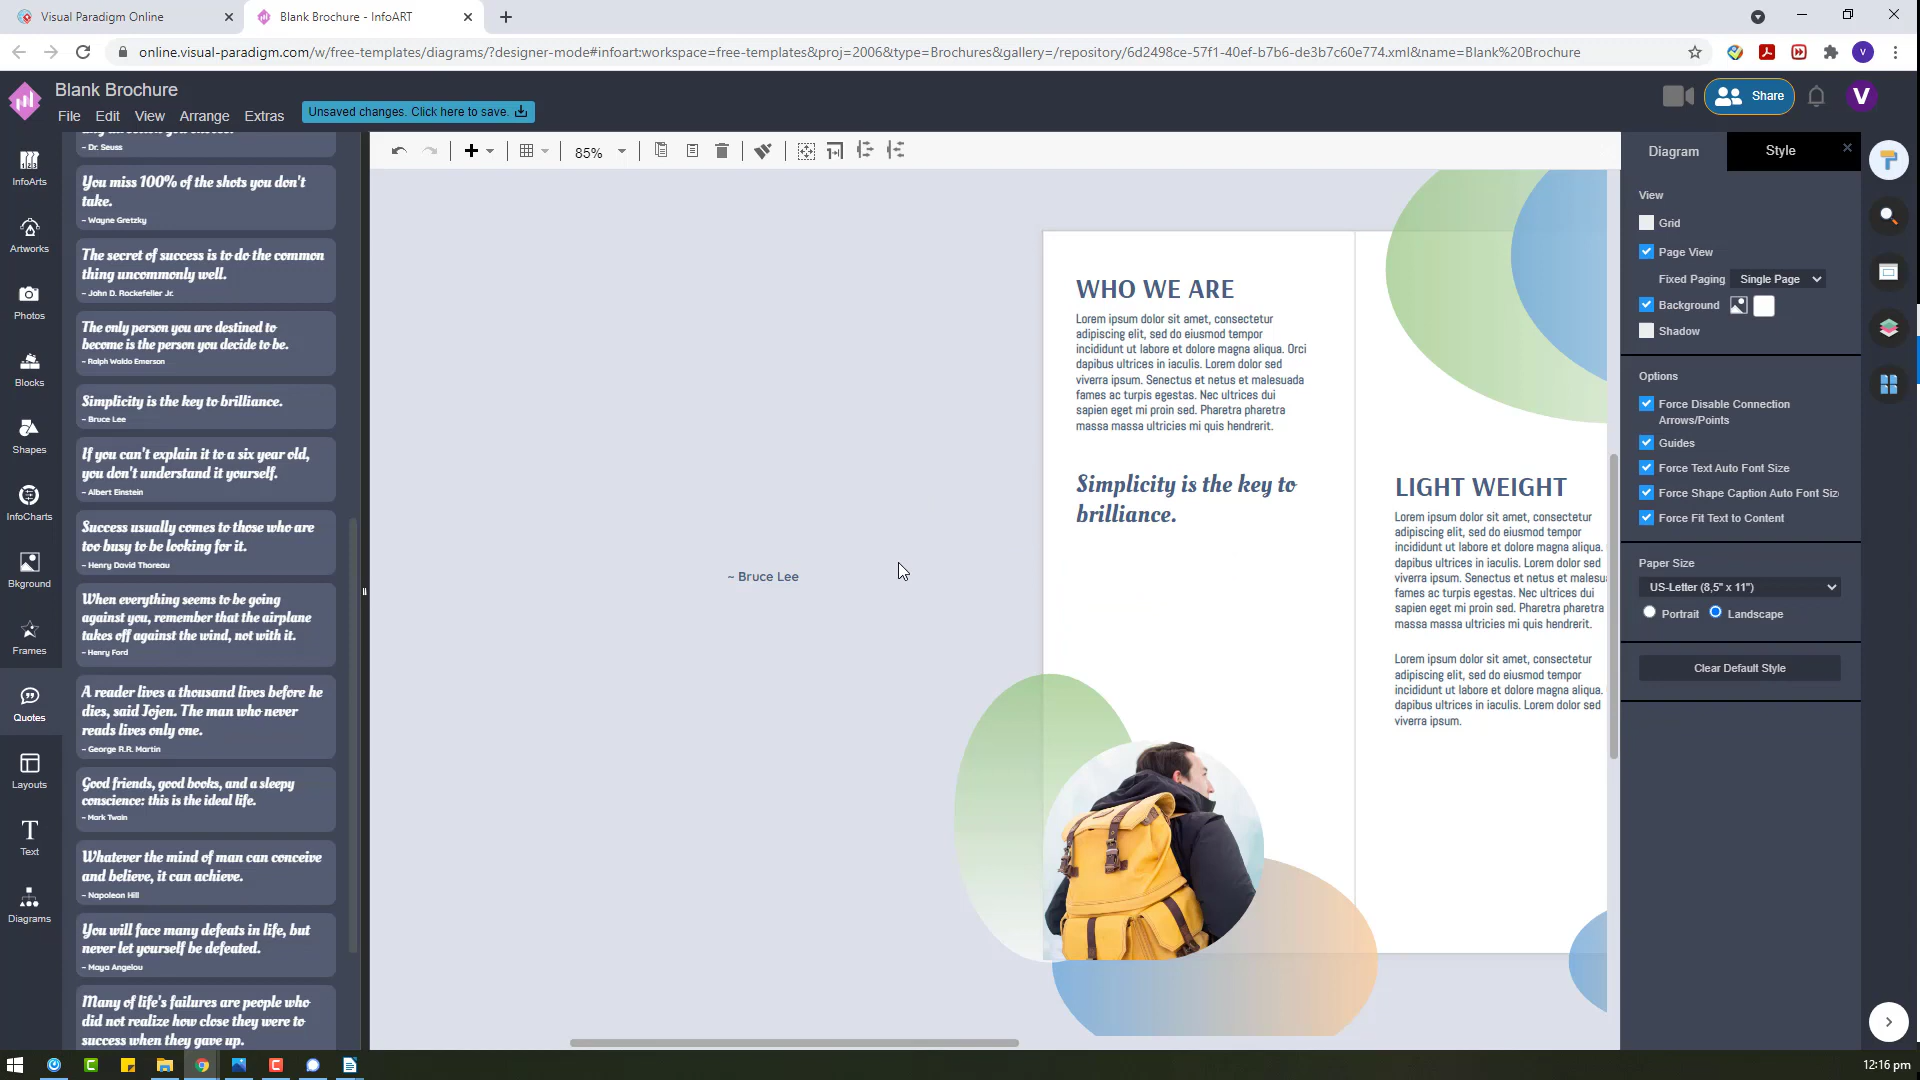 Visual Paradigm Online
Blank Brochure - InfoART
online.visual-paradigm.com/w/free-templates/diagrams/?designer-mode#infoart:workspace=free-templates&proj=2006&type=Brochures&gallery=/repository/6d2498ce-57f1-40ef-b7b6-de3b7c60e774.xml&name=Blank%20Brochure
V
Blank Brochure
File Edit View Arrange Extras
Unsaved changes. Click here to save.
Share
V
InfoArts
Artworks
Photos
Blocks
Shapes
InfoCharts
Bkground
Frames
Quotes
Layouts
Text
Diagrams
~ Dr. Seuss
You miss 100% of the shots you don't
take.
~ Wayne Gretzky
The secret of success is to do the common
thing uncommonly well.
~ John D. Rockefeller Jr.
The only person you are destined to
become is the person you decide to be.
~ Ralph Waldo Emerson
Simplicity is the key to brilliance.
~ Bruce Lee
If you can't explain it to a six year old,
you don't understand it yourself.
~ Albert Einstein
Success usually comes to those who are
too busy to be looking for it.
~ Henry David Thoreau
When everything seems to be going
against you, remember that the airplane
takes off against the wind, not with it.
~ Henry Ford
A reader lives a thousand lives before he
dies, said Jojen. The man who never
reads lives only one.
~ George R.R. Martin
Good friends, good books, and a sleepy
conscience: this is the ideal life.
~ Mark Twain
Whatever the mind of man can conceive
and believe, it can achieve.
~ Napoleon Hill
You will face many defeats in life, but
never let yourself be defeated.
~ Maya Angelou
Many of life's failures are people who
did not realize how close they were to
success when they gave up.
85%
~ Bruce Lee
WHO WE ARE
Lorem ipsum dolor sit amet, consectetur
adipiscing elit, sed do eiusmod tempor
incididunt ut labore et dolore magna aliqua. Orci
dapibus ultrices in iaculis. Lorem dolor sed
viverra ipsum. Senectus et netus et malesuada
fames ac turpis egestas. Nec ultrices dui
sapien eget mi proin sed. Pharetra pharetra
massa massa ultricies mi quis hendrerit.
Simplicity is the key to
brilliance.
LIGHT WEIGHT
Lorem ipsum dolor sit amet, consectetur
adipiscing elit, sed do eiusmod tempor
incididunt ut labore et dolore magna aliqua.
dapibus ultrices in iaculis. Lorem dolor sed
viverra ipsum. Senectus et netus et malesu
fames ac turpis egestas. Nec ultrices dui
sapien eget mi proin sed. Pharetra pharetra
massa massa ultricies mi quis hendrerit.
Lorem ipsum dolor sit amet, consectetur
adipiscing elit, sed do eiusmod tempor
incididunt ut labore et dolore magna aliqua.
dapibus ultrices in iaculis. Lorem dolor sed
viverra ipsum.
Diagram
Style
View
Grid
Page View
Fixed Paging Single Page
Background
Shadow
Options
Force Disable Connection
Arrows/Points
Guides
Force Text Auto Font Size
Force Shape Caption Auto Font Siz
Force Fit Text to Content
Paper Size
US-Letter (8,5" x 11")
Portrait Landscape
Clear Default Style
12:16 pm